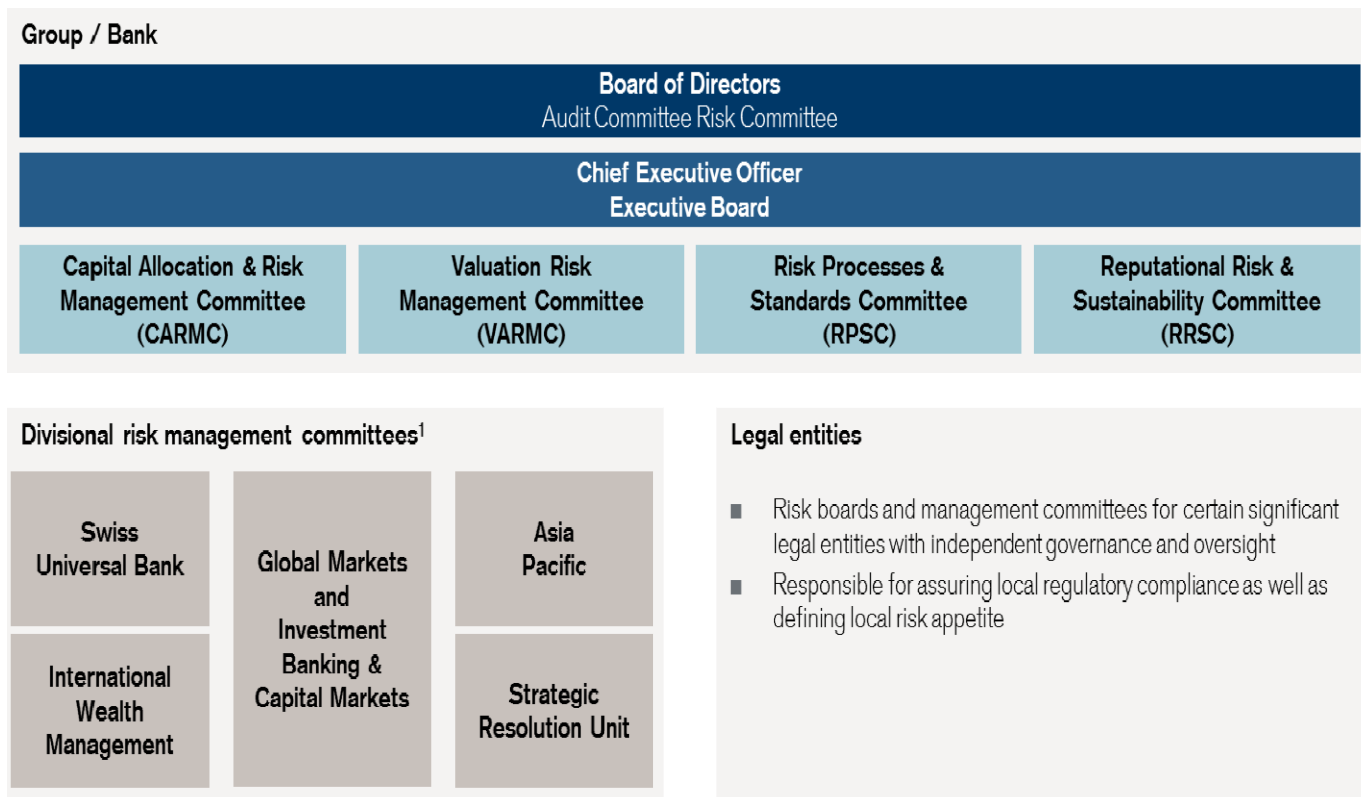 Group / Bank
Board of Directors
Audit Committee Risk Committee
Chief Executive Officer
Executive Board
Capital Allocation & Risk
Management Committee
(CARMC)
Valuation Risk
Management Committee
(VARMC)
Risk Processes &
Standards Committee
(RPSC)
Reputational Risk &
Sustainability Committee
(RRSC)
Divisional risk management committees¹
Swiss
Universal Bank
International
Wealth
Management
Global Markets
and
Investment
Banking &
Capital Markets
Asia
Pacific
Strategic
Resolution Unit
Legal entities
■ Risk boards and management committees for certain significant
legal entities with independent governance and oversight
■ Responsible for assuring local regulatory compliance as well as
defining local risk appetite